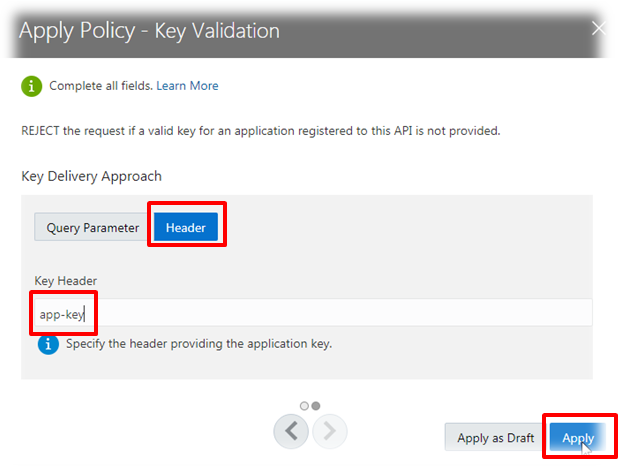 Apply Policy - Key Validation
Complete all fields. Learn More
REJECT the request if a valid key for an application registered to this API is not provided.
Key Delivery Approach
Query Parameter
Header
Key Header
app-key
Specify the header providing the application key.
Apply as Draft
Apply